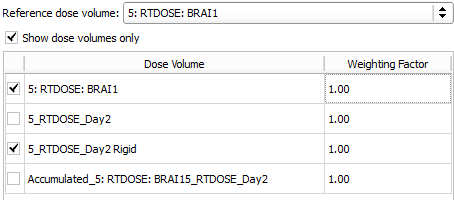 Reference dose volume: 5: RTDOSE: BRAI1
Show dose volumes only
Dose Volume Weighting Factor
5: RTDOSE: BRAI1 1.00
5_RTDOSE_Day2 1.00
5_RTDOSE_Day2 Rigid 1.00
Accumulated_5: RTDOSE: BRAI15_RTDOSE_Day2 1.00